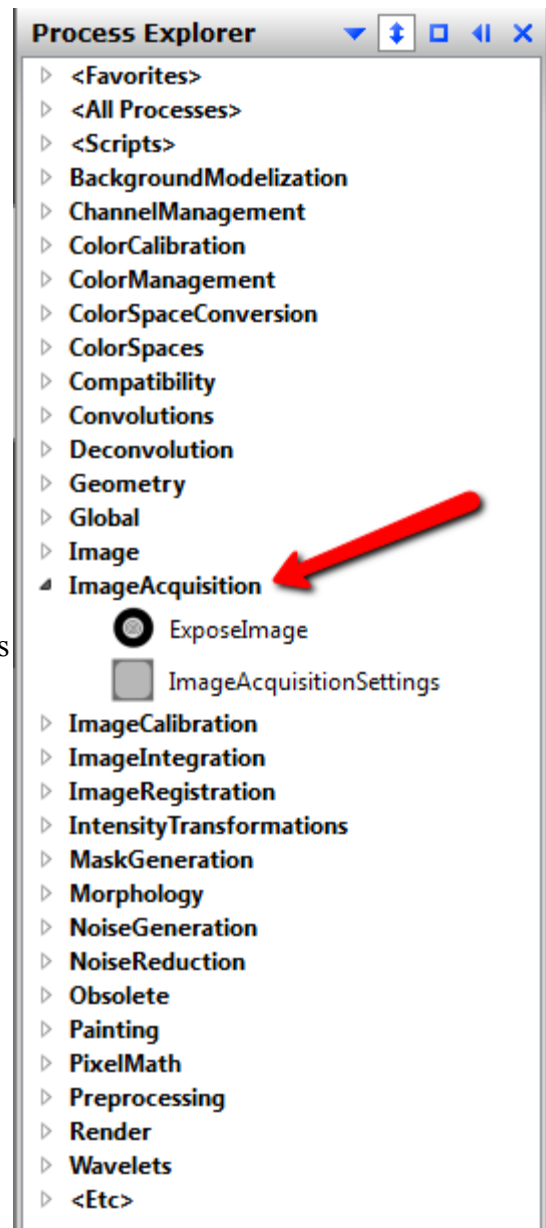 Process Explorer
<Favorites>
<All Processes>
<Scripts>
BackgroundModelization
ChannelManagement
ColorCalibration
ColorManagement
ColorSpaceConversion
ColorSpaces
Compatibility
Convolutions
Deconvolution
Geometry
Global
Image
ImageAcquisition
ExposeImage
s
ImageAcquisitionSettings
ImageCalibration
ImageIntegration
ImageRegistration
IntensityTransformations
MaskGeneration
Morphology
NoiseGeneration
NoiseReduction
Obsolete
Painting
PixelMath
Preprocessing
Render
Wavelets
<Etc>